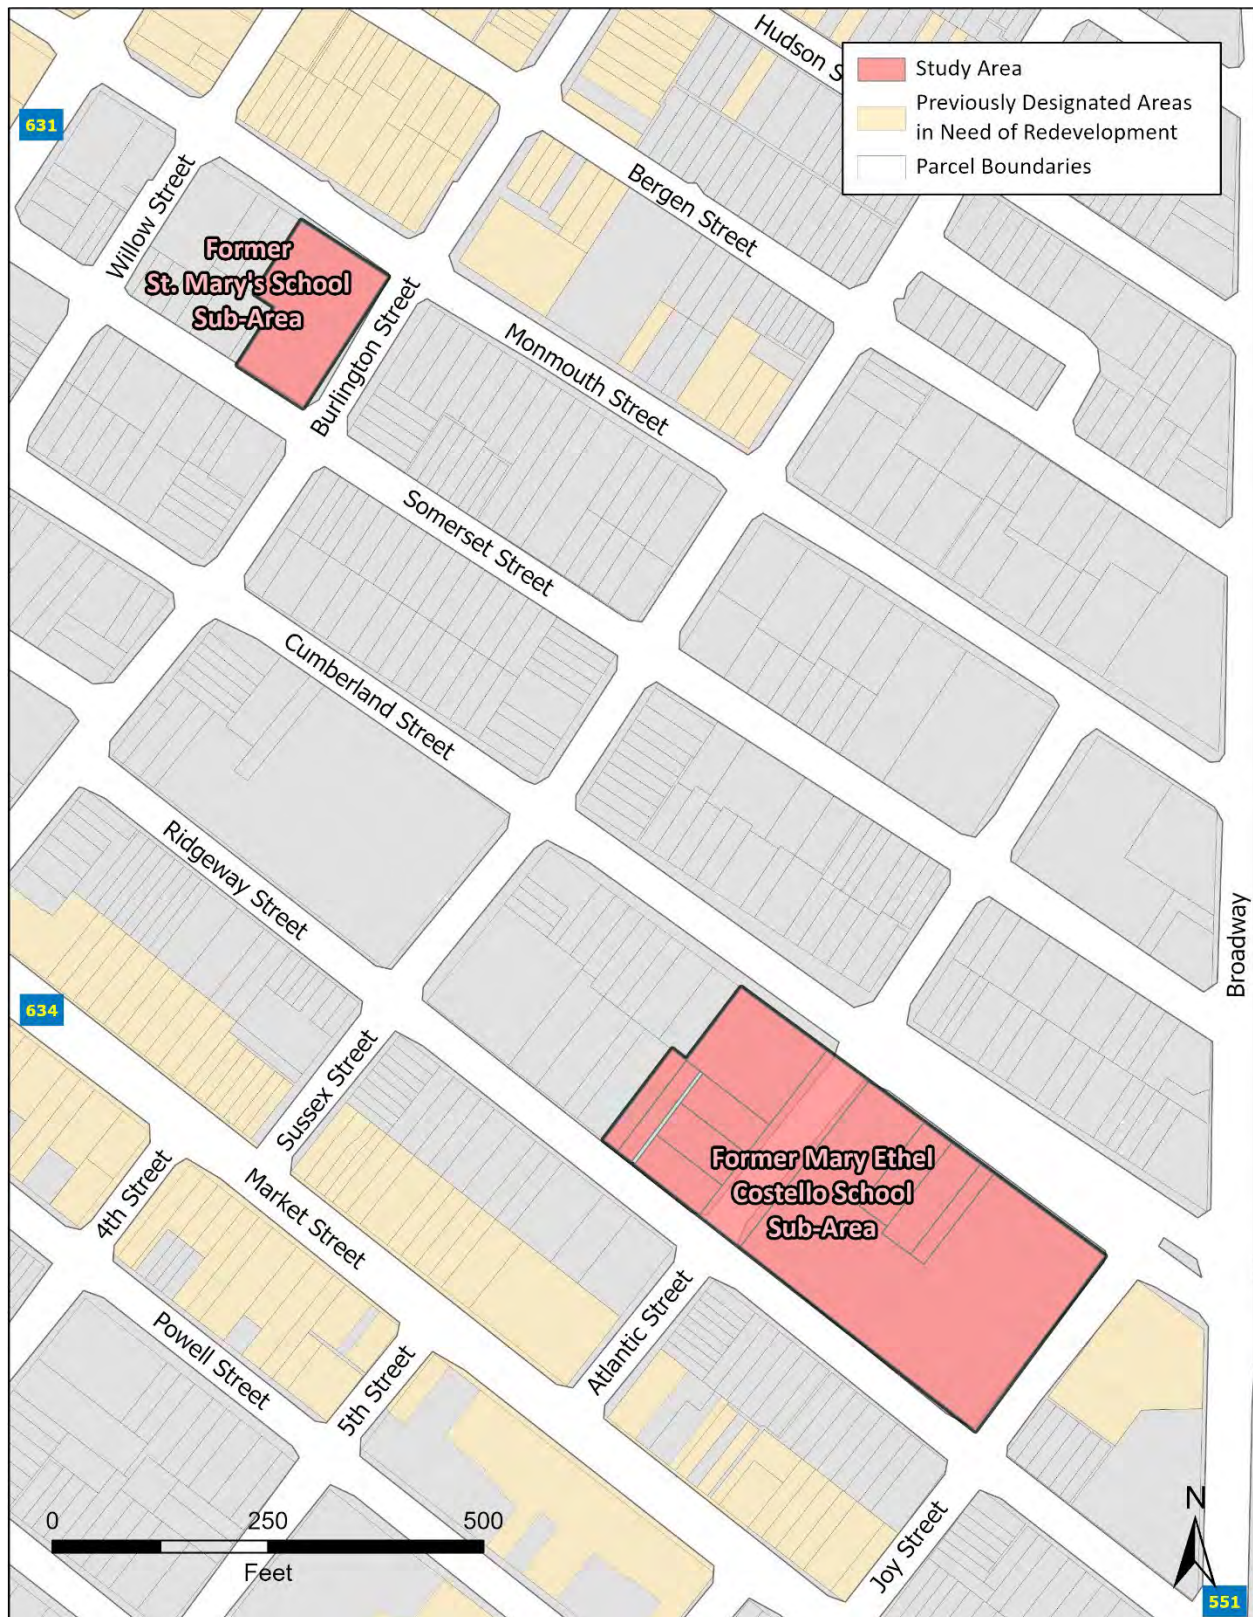 Hudson S
Study Area
Previously Designated Areas
in Need of Redevelopment
Parcel Boundaries
631
Willow Street
Bergen Street
Former
St. Mary's School
Sub-Area
Burlington Street
Monmouth Street
Somerset Street
Cumberland Street
Ridgeway Street
Broadway
634
Sussex Street
4th Street
Market Street
Former Mary Ethel
Costello School
Sub-Area
Atlantic Street
Powell Street
5th Street
Joy Street
N
0 250 500
Feet
551